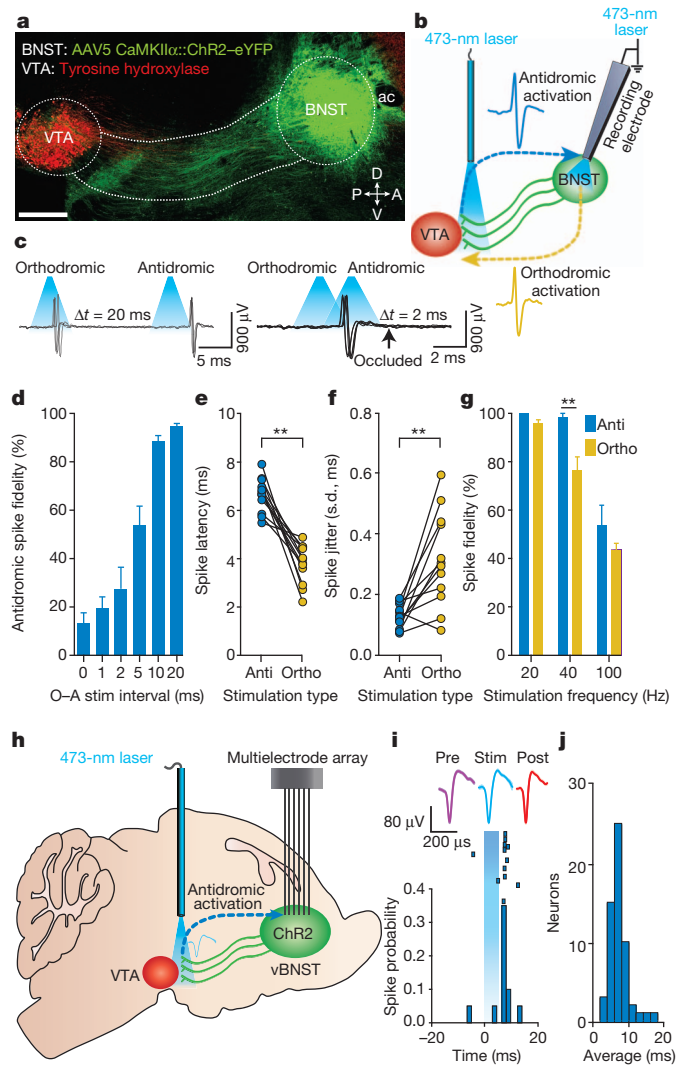 a
BNST: AAV5 CaMKIIα::ChR2–eYFP
VTA: Tyrosine hydroxylase
VTA
BNST
ac
D
P A
V
b
473-nm laser
473-nm
laser
Antidromic
activation
Recording
electrode
BNST
VTA
Orthodromic
activation
c
Orthodromic Antidromic
Δt = 20 ms
900 μV
5 ms
Orthodromic Antidromic
Δt = 2 ms
Occluded
900 μV
2 ms
d
Antidromic spike fidelity (%)
100
80
60
40
20
0
0 1 2 5 10 20
O–A stim interval (ms)
e
Spike latency (ms)
10
8
6
4
2
0
**
Anti Ortho
Stimulation type
f
Spike jitter (s.d., ms)
0.8
0.6
0.4
0.2
0.0
**
Anti Ortho
Stimulation type
g
Spike fidelity (%)
100
80
60
40
20
0
**
Anti
Ortho
20 40 100
Stimulation frequency (Hz)
h
473-nm laser
Multielectrode array
Antidromic
activation
ChR2
vBNST
VTA
i
Pre Stim Post
80 μV
200 μs
Spike probability
0.4
0.3
0.2
0.1
0.0
−20 0 20
Time (ms)
j
Neurons
30
20
10
0
0 10 20
Average (ms)